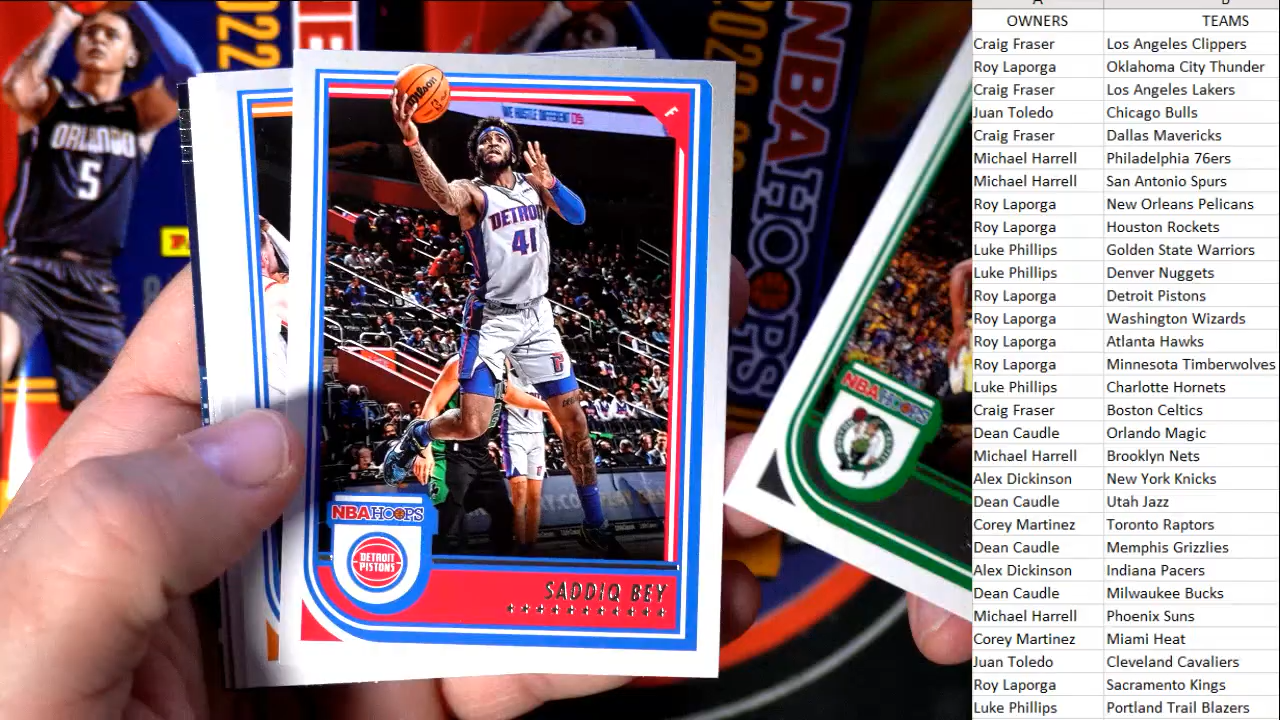 ORLANDO
5
2022
NBA HOOPS
Wilson
WE HUSTLE DIFFERENT
F
DETROIT
41
NBA HOOPS
DETROIT
PISTONS
SADDIQ BEY
NBA HOOPS
OWNERS TEAMS
Craig Fraser Los Angeles Clippers
Roy Laporga Oklahoma City Thunder
Craig Fraser Los Angeles Lakers
Juan Toledo Chicago Bulls
Craig Fraser Dallas Mavericks
Michael Harrell Philadelphia 76ers
Michael Harrell San Antonio Spurs
Roy Laporga New Orleans Pelicans
Roy Laporga Houston Rockets
Luke Phillips Golden State Warriors
Luke Phillips Denver Nuggets
Roy Laporga Detroit Pistons
Roy Laporga Washington Wizards
Roy Laporga Atlanta Hawks
Roy Laporga Minnesota Timberwolves
Luke Phillips Charlotte Hornets
Craig Fraser Boston Celtics
Dean Caudle Orlando Magic
Michael Harrell Brooklyn Nets
Alex Dickinson New York Knicks
Dean Caudle Utah Jazz
Corey Martinez Toronto Raptors
Dean Caudle Memphis Grizzlies
Alex Dickinson Indiana Pacers
Dean Caudle Milwaukee Bucks
Michael Harrell Phoenix Suns
Corey Martinez Miami Heat
Juan Toledo Cleveland Cavaliers
Roy Laporga Sacramento Kings
Luke Phillips Portland Trail Blazers